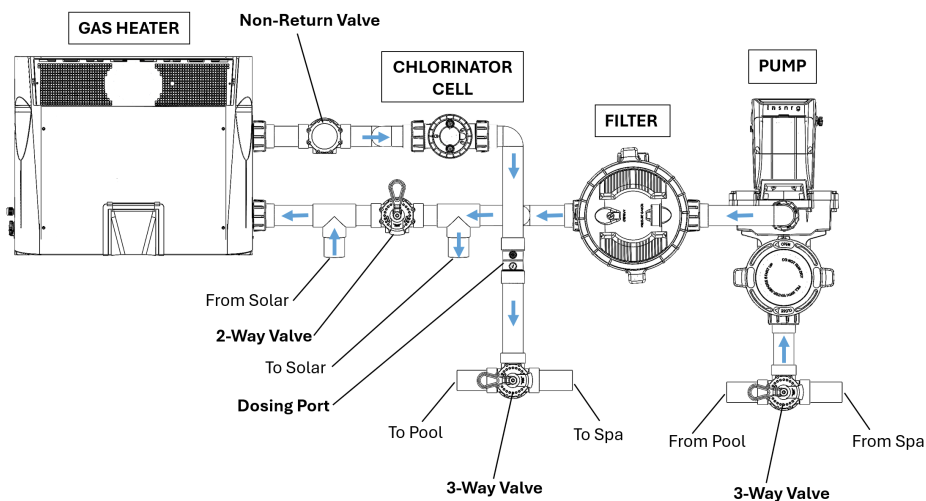 Non-Return Valve
GAS HEATER
CHLORINATOR
CELL
PUMP
FILTER
Insnrg
From Solar
2-Way Valve
To Solar
Dosing Port
To Pool
To Spa
3-Way Valve
From Pool
From Spa
3-Way Valve